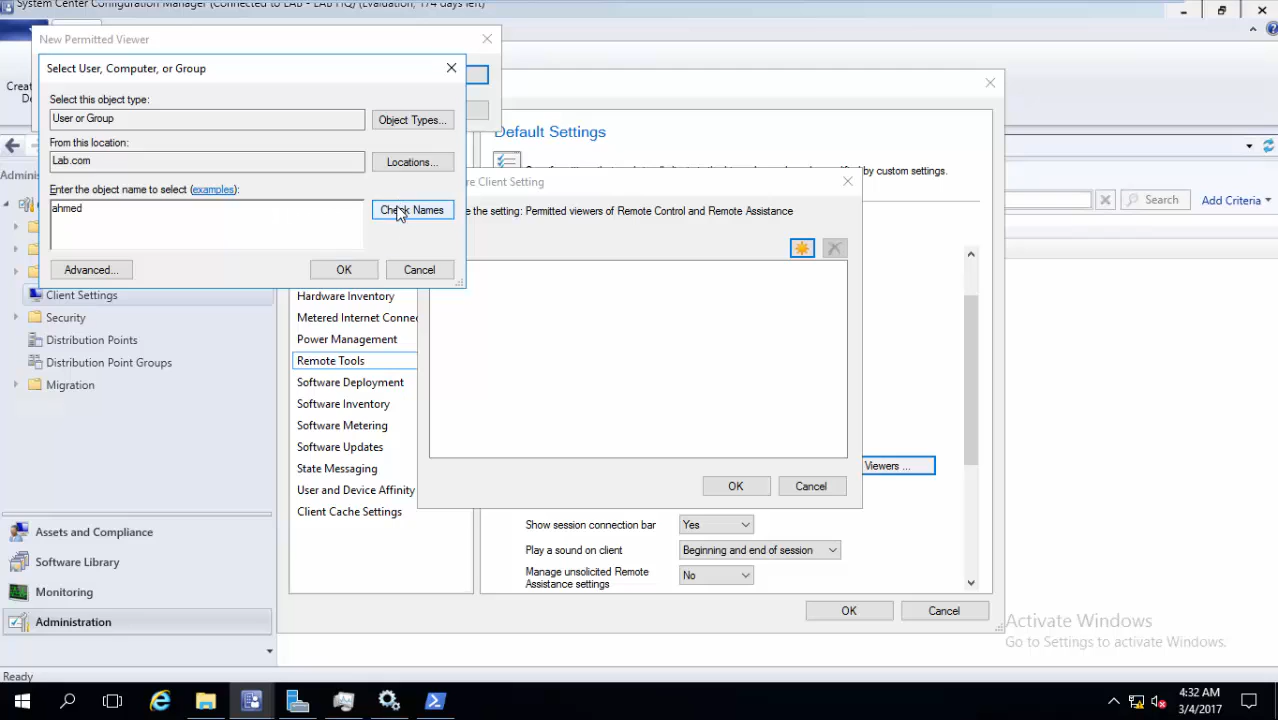 System Center Configuration Manager (Connected to LAB - LAB HQ) (Evaluation, 174 days left)
New Permitted Viewer
Select User, Computer, or Group
Select this object type:
User or Group
Object Types...
From this location:
Lab.com
Locations...
Enter the object name to select (examples):
ahmed
Check Names
Advanced...
OK
Cancel
Default Settings
by custom settings.
re Client Setting
e the setting: Permitted viewers of Remote Control and Remote Assistance
OK
Cancel
Search
Add Criteria
Client Settings
Security
Distribution Points
Distribution Point Groups
Migration
Hardware Inventory
Metered Internet Connec
Power Management
Remote Tools
Software Deployment
Software Inventory
Software Metering
Software Updates
State Messaging
User and Device Affinity
Client Cache Settings
Viewers ...
Show session connection bar
Yes
Play a sound on client
Beginning and end of session
Manage unsolicited Remote
Assistance settings
No
OK
Cancel
Assets and Compliance
Software Library
Monitoring
Administration
Ready
Activate Windows
Go to Settings to activate Windows.
4:32 AM
3/4/2017